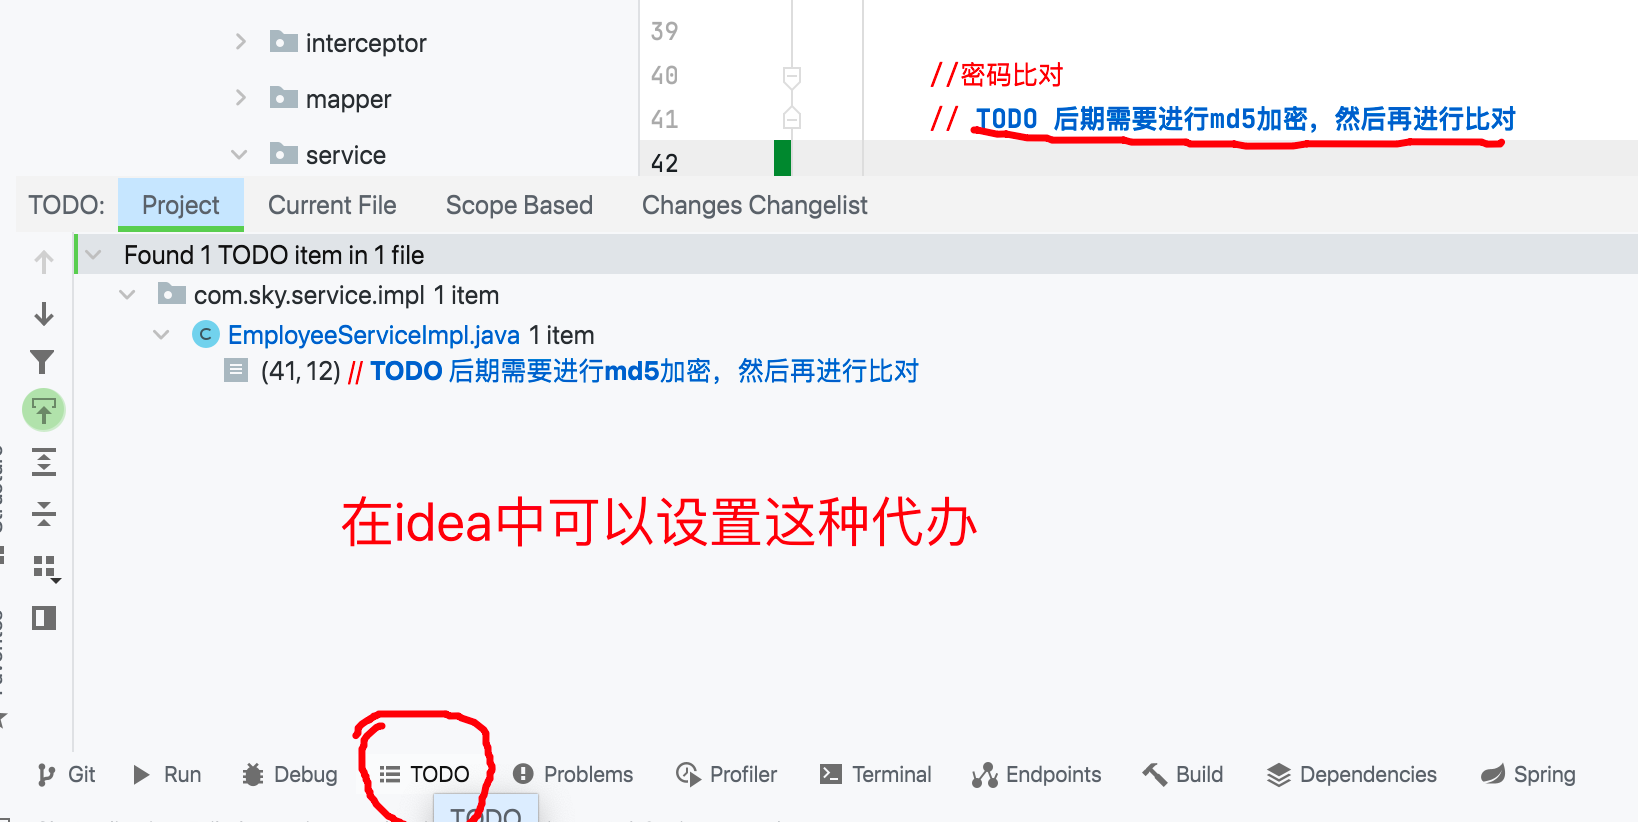 interceptor
mapper
service
39
40
//密码比对
41
// TODO 后期需要进行md5加密，然后再进行比对
42
TODO:
Project
Current File
Scope Based
Changes Changelist
Found 1 TODO item in 1 file
com.sky.service.impl 1 item
C
EmployeeServiceImpl.java 1 item
(41, 12) // TODO 后期需要进行md5加密，然后再进行比对
在idea中可以设置这种代办
Git
Run
Debug
TODO
Problems
Profiler
Terminal
Endpoints
Build
Dependencies
Spring
TODO